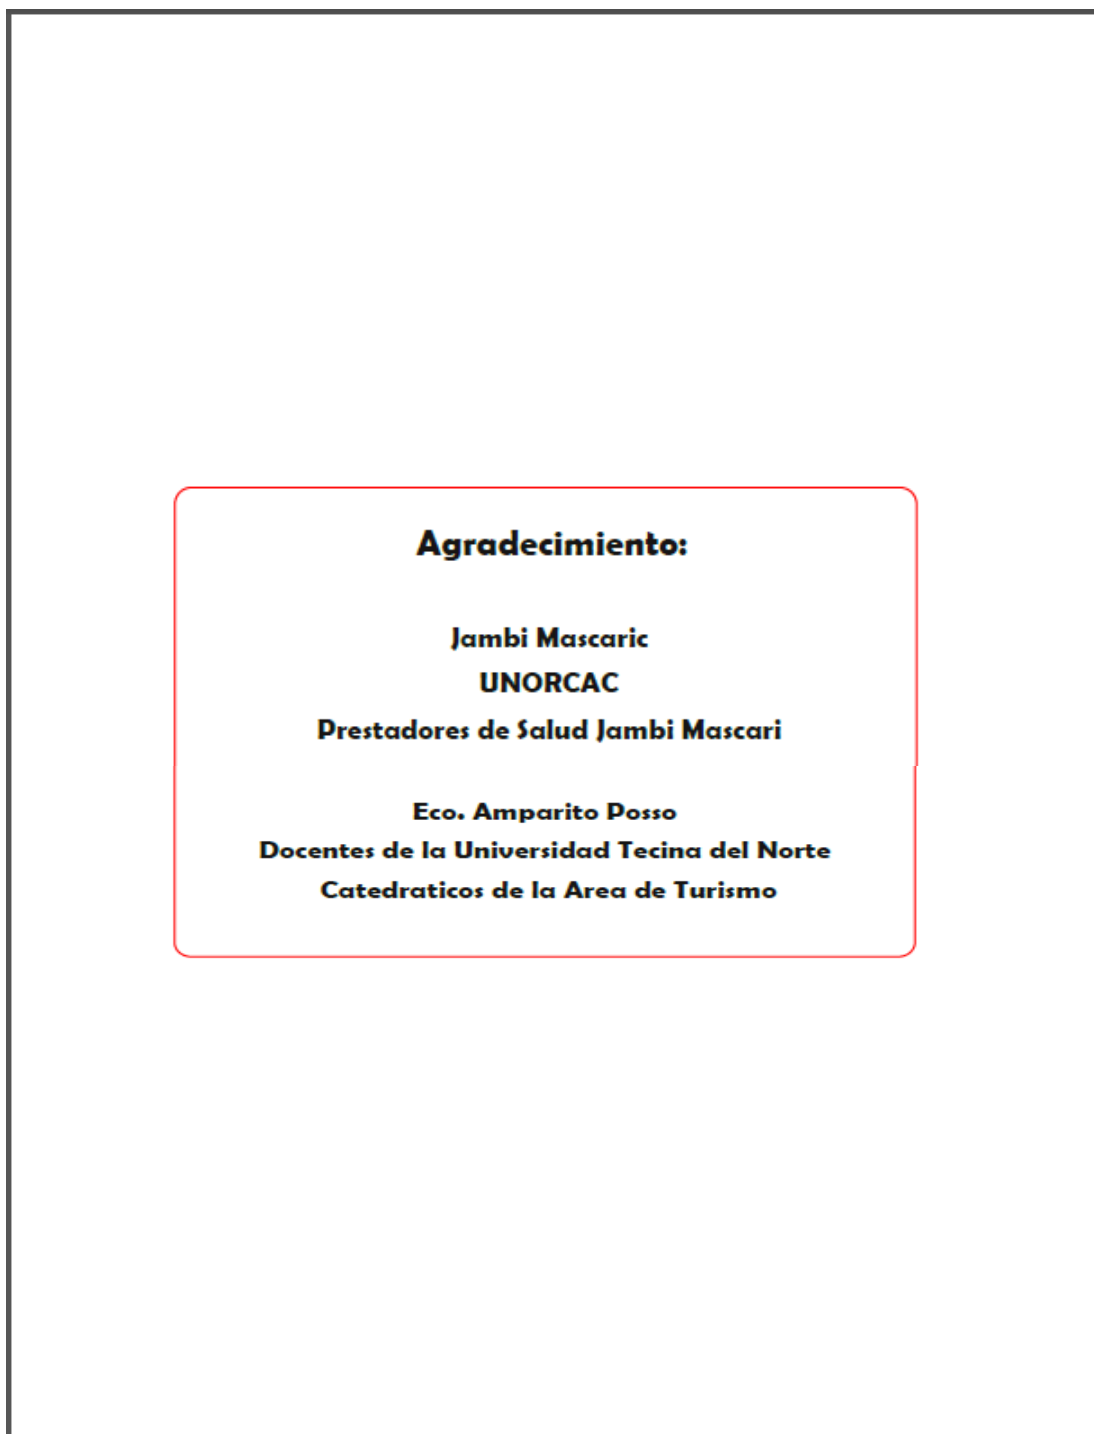 Agradecimiento:
Jambi Mascaric
UNORCAC
Prestadores de Salud Jambi Mascari
Eco. Amparito Posso
Docentes de la Universidad Tecina del Norte
Catedraticos de la Area de Turismo